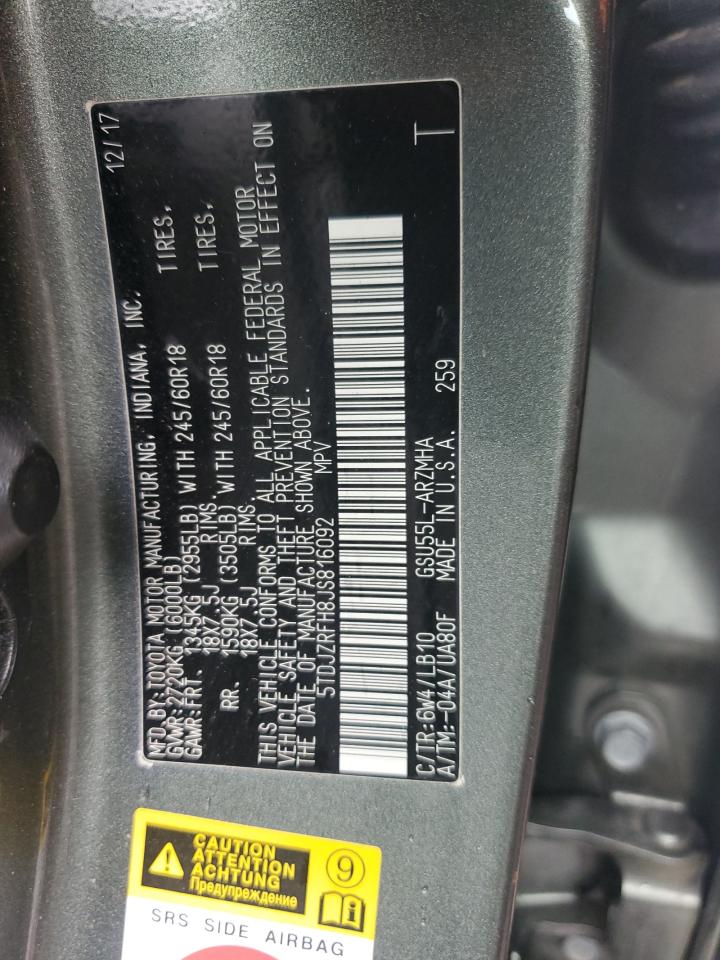 MFD BY:TOYOTA MOTOR MANUFACTURING, INDIANA, INC. 12/17
GVWR:2720KG (6000LB)
GAWR:FRT. 1345KG (2955LB) WITH 245/60R18 TIRES,
18X7.5J RIMS
RR. 1590KG (3505LB) WITH 245/60R18 TIRES,
18X7.5J RIMS
THIS VEHICLE CONFORMS TO ALL APPLICABLE FEDERAL MOTOR
VEHICLE SAFETY AND THEFT PREVENTION STANDARDS IN EFFECT ON
THE DATE OF MANUFACTURE SHOWN ABOVE.
5TDJZRFH8JS816092 MPV
C/TR:6W4/LB10 GSU55L-ARZMHA
A/TM:-04A/UA80F MADE IN U.S.A. 259 T
CAUTION
ATTENTION
ACHTUNG
Предупреждение
9
i
SRS SIDE AIRBAG